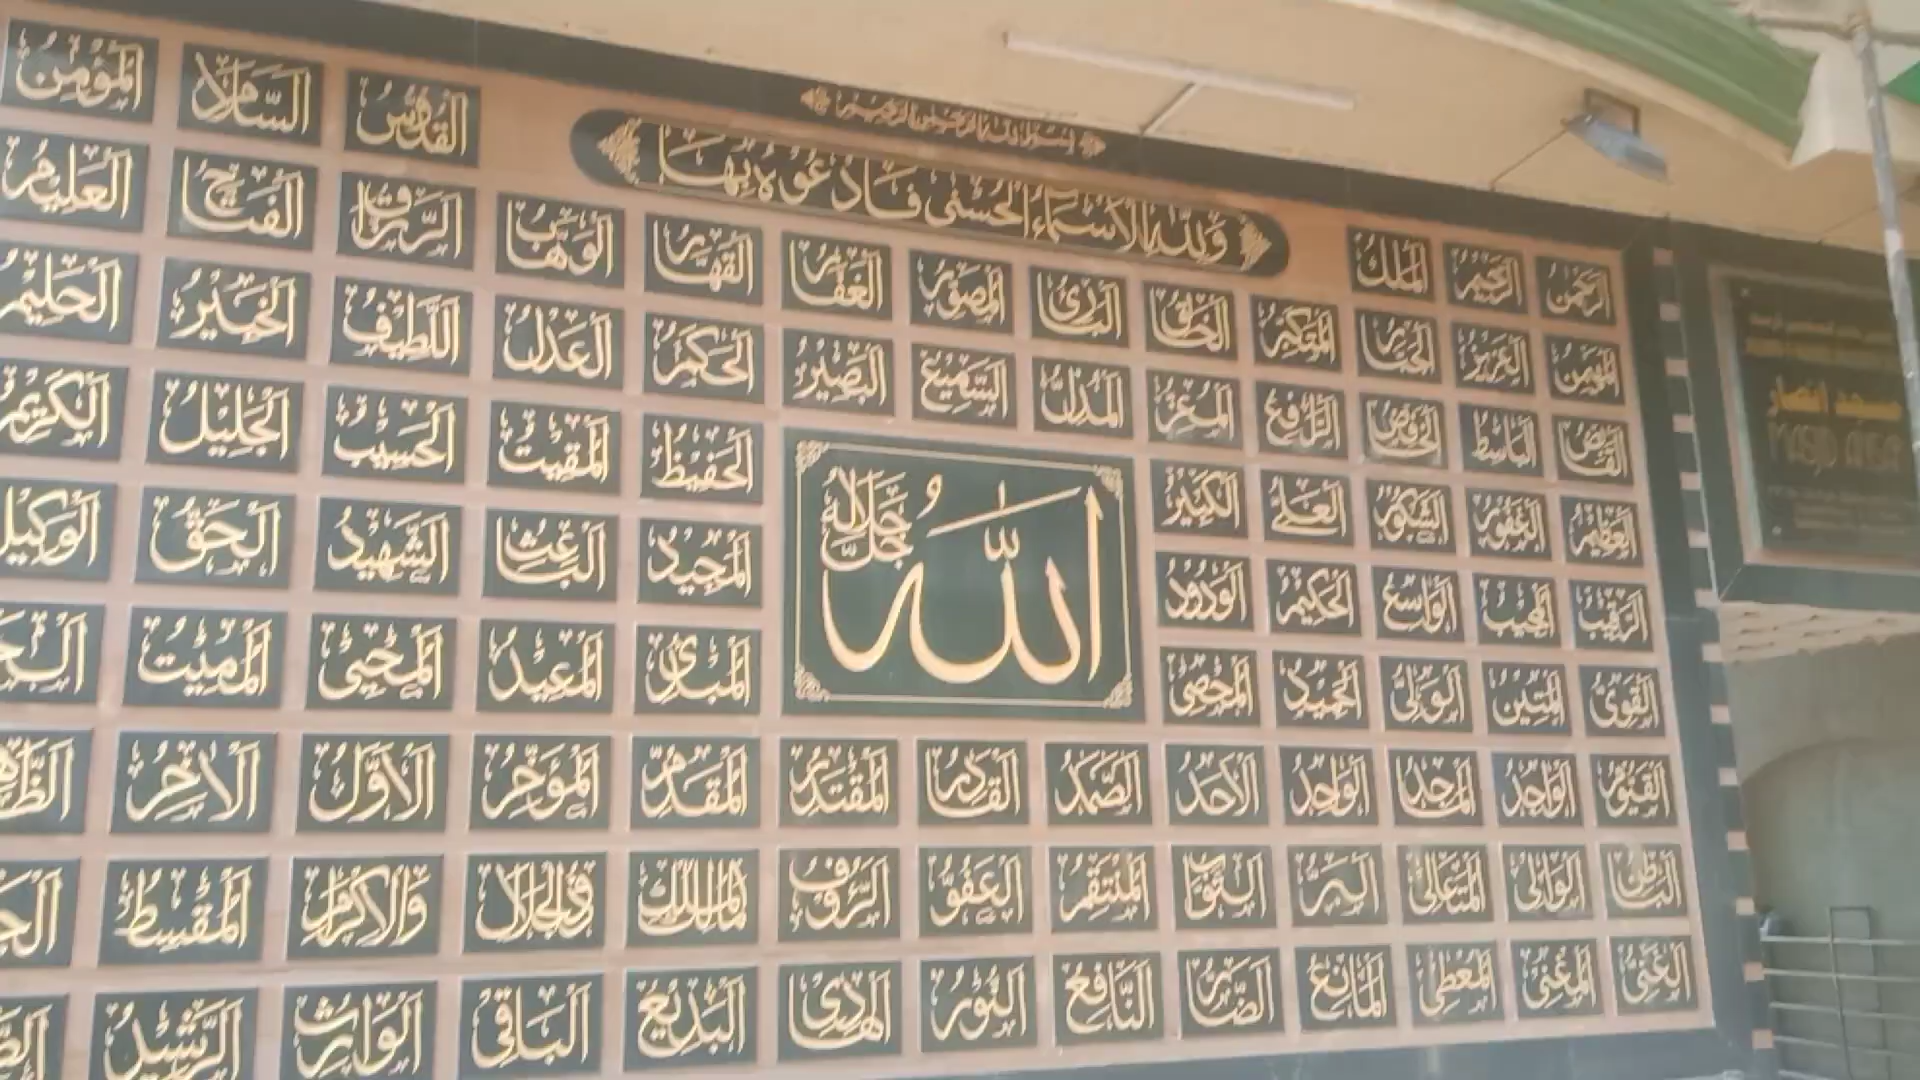 بسم الله الرحمن الرحيم
ولله الأسماء الحسنى فادعوه بها
الرحمن الرحيم الملك القدوس السلام المؤمن
المهيمن العزيز الجبار المتكبر الخالق البارئ المصور الغفار القهار الوهاب الرزاق الفتاح العليم
القابض الباسط الخافض الرافع المعز المذل السميع البصير الحكم العدل اللطيف الخبير الحليم
العظيم الغفور الشكور العلي الكبير الحفيظ المقيت الحسيب الجليل الكريم
الرقيب المجيب الواسع الحكيم الودود المجيد الباعث الشهيد الحق الوكيل
الله جل جلاله
القوي المتين الولي الحميد المحصي المبدئ المعيد المحيي المميت
القيوم الواجد الماجد الواحد الأحد الصمد القادر المقتدر المقدم المؤخر الأول الآخر
الباطن الوالي المتعالي البر التواب المنتقم العفو الرؤوف مالك الملك ذو الجلال والإكرام المقسط
الغني المغني المعطي المانع الضار النافع النور الهادي البديع الباقي الوارث الرشيد
مسجد انصار